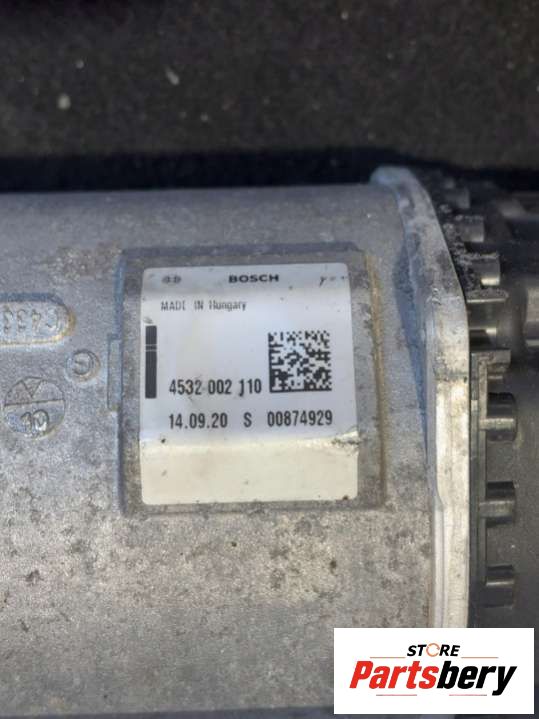 BOSCH
MADE IN Hungary
4532 002 110
14.09.20 S 00874929
STORE
Partsbery